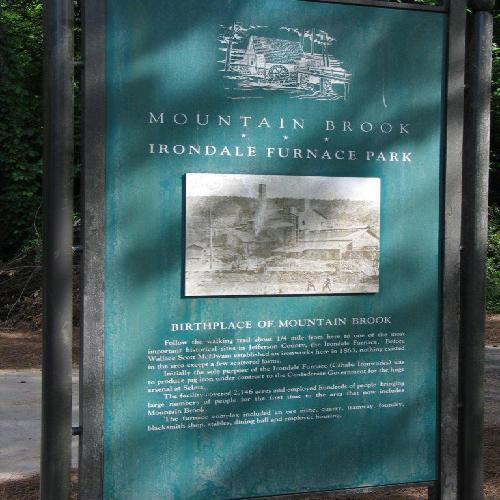 MOUNTAIN BROOK
IRONDALE FURNACE PARK
BIRTHPLACE OF MOUNTAIN BROOK
Follow the walking trail about 1/4 mile from here to one of the most
important historical sites in Jefferson County, the Irondale Furnace. Before
Wallace Scott McElwain established an ironworks here in 1863, nothing existed
in the area except a few scattered farms.
Initially the sole purpose of the Irondale Furnace (Cahaba Ironworks) was
to produce pig iron under contract to the Confederate Government for the huge
arsenal at Selma.
The facility covered 2,146 acres and employed hundreds of people bringing
large numbers of people for the first time to the area that now includes
Mountain Brook.
The furnace complex included an ore mine, quarry, tramway, foundry,
blacksmith shop, stables, dining hall and employee housing.